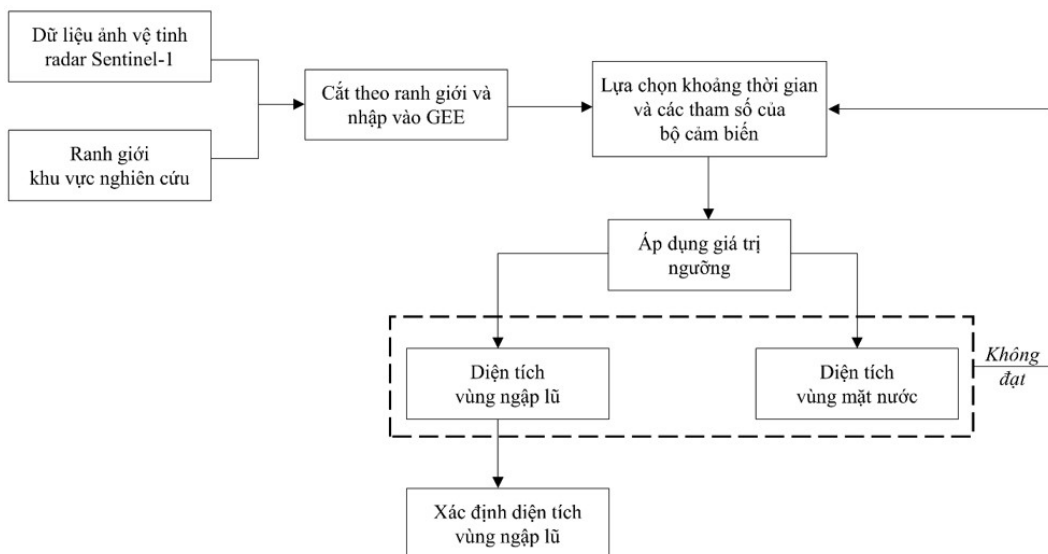 Dữ liệu ảnh vệ tinh
radar Sentinel-1
Ranh giới
khu vực nghiên cứu
Cắt theo ranh giới và
nhập vào GEE
Lựa chọn khoảng thời gian
và các tham số của
bộ cảm biến
Áp dụng giá trị
ngưỡng
Diện tích
vùng ngập lũ
Diện tích
vùng mặt nước
Không
đạt
Xác định diện tích
vùng ngập lũ